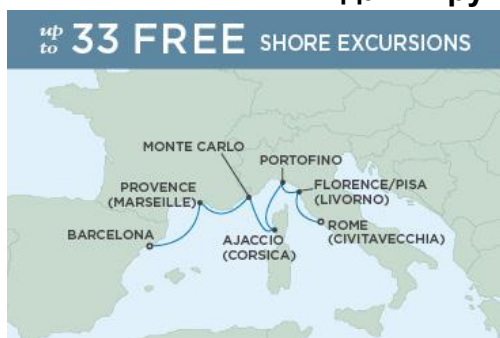 up to 33 FREE SHORE EXCURSIONS
MONTE CARLO
PORTOFINO
PROVENCE
(MARSEILLE)
FLORENCE/PISA
(LIVORNO)
BARCELONA
AJACCIO
(CORSICA)
ROME
(CIVITAVECCHIA)